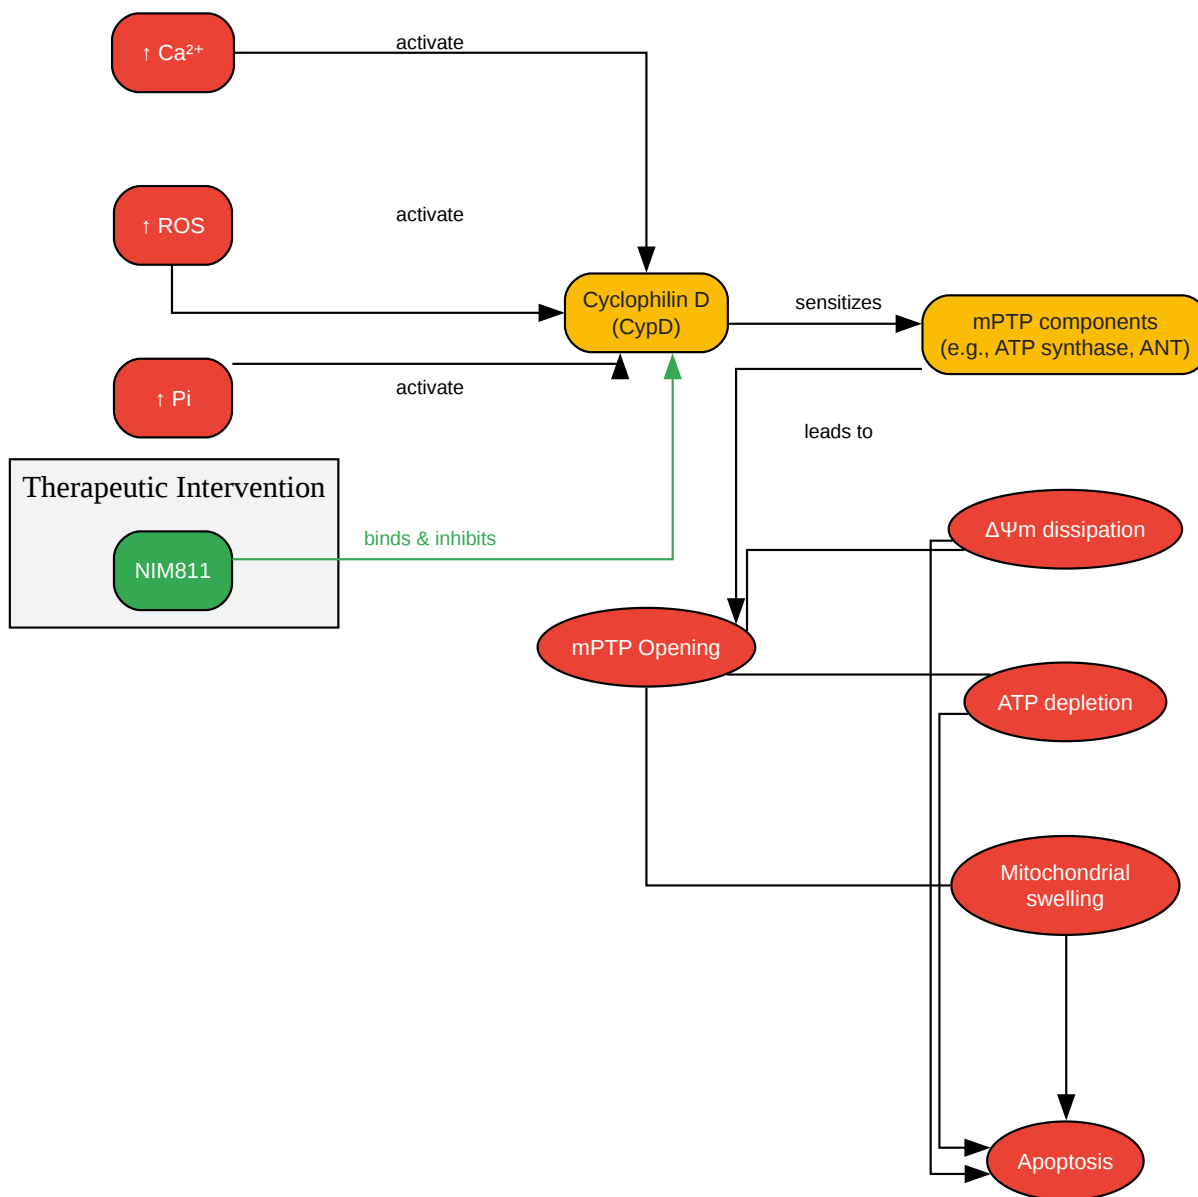 ↑ Ca²⁺
activate
↑ ROS
activate
Cyclophilin D
(CypD)
sensitizes
mPTP components
(e.g., ATP synthase, ANT)
↑ Pi
activate
leads to
Therapeutic Intervention
NIM811
binds & inhibits
ΔΨm dissipation
mPTP Opening
ATP depletion
Mitochondrial
swelling
Apoptosis